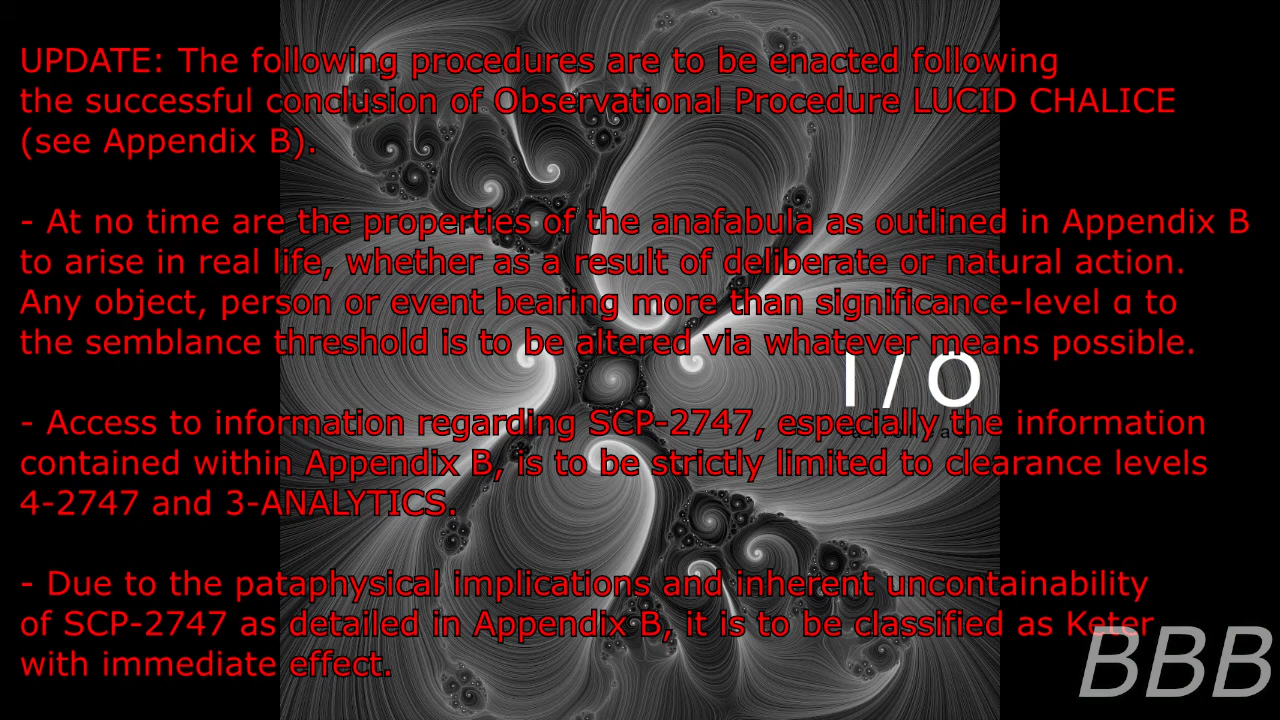 UPDATE: The following procedures are to be enacted following
the successful conclusion of Observational Procedure LUCID CHALICE
(see Appendix B).
- At no time are the properties of the anafabula as outlined in Appendix B
to arise in real life, whether as a result of deliberate or natural action.
Any object, person or event bearing more than significance-level α to
the semblance threshold is to be altered via whatever means possible.
I / O
- Access to information regarding SCP-2747, especially the information
contained within Appendix B, is to be strictly limited to clearance levels
4-2747 and 3-ANALYTICS.
- Due to the pataphysical implications and inherent uncontainability
of SCP-2747 as detailed in Appendix B, it is to be classified as Keter
with immediate effect.
BBB